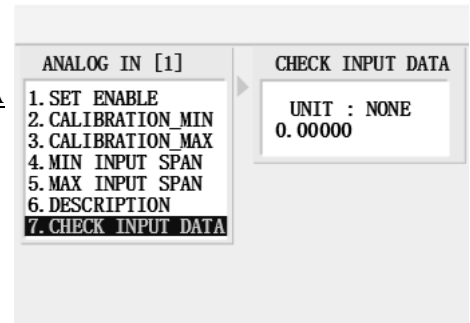 ANALOG IN [1]
1. SET ENABLE
2. CALIBRATION_MIN
3. CALIBRATION_MAX
4. MIN INPUT SPAN
5. MAX INPUT SPAN
6. DESCRIPTION
7. CHECK INPUT DATA
CHECK INPUT DATA
UNIT : NONE
0.00000